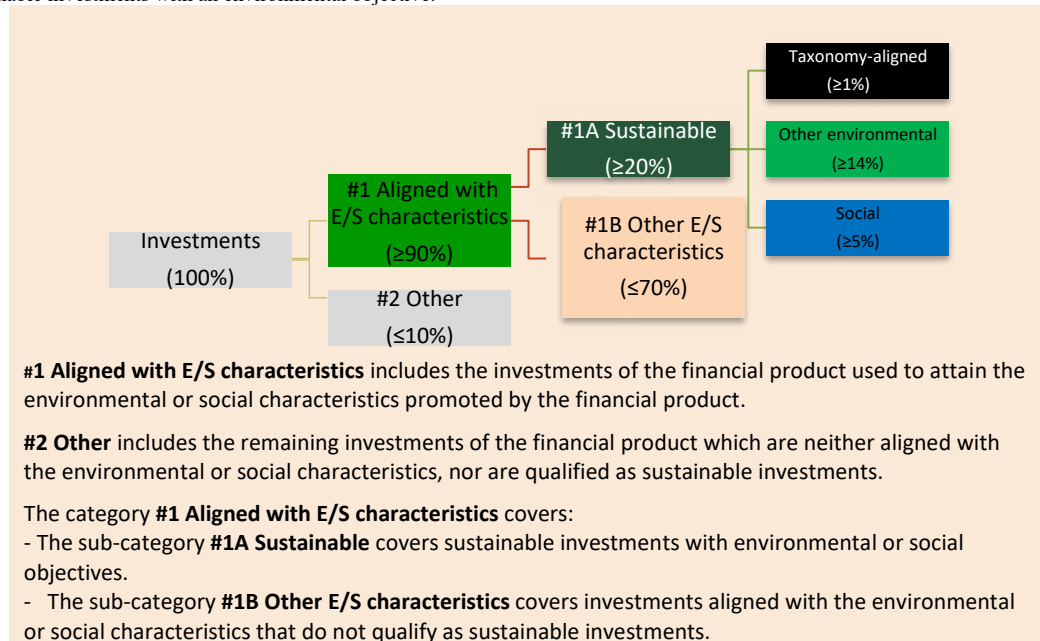 Taxonomy-aligned
(≥1%)
#1A Sustainable
(≥20%)
Other environmental
(≥14%)
#1 Aligned with
E/S characteristics
(≥90%)
#1B Other E/S
characteristics
(≤70%)
Social
(≥5%)
Investments
(100%)
#2 Other
(≤10%)
#1 Aligned with E/S characteristics includes the investments of the financial product used to attain the
environmental or social characteristics promoted by the financial product.
#2 Other includes the remaining investments of the financial product which are neither aligned with
the environmental or social characteristics, nor are qualified as sustainable investments.
The category #1 Aligned with E/S characteristics covers:
- The sub-category #1A Sustainable covers sustainable investments with environmental or social
objectives.
- The sub-category #1B Other E/S characteristics covers investments aligned with the environmental
or social characteristics that do not qualify as sustainable investments.